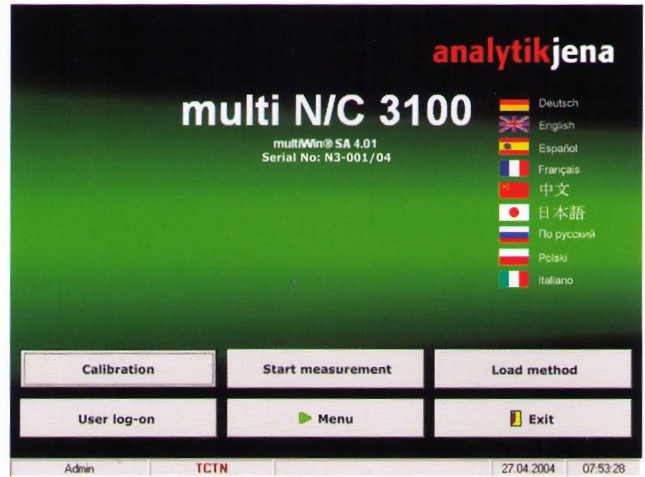 analytikjena
multi N/C 3100
multiWin® SA 4.01
Serial No: N3-001/04
Deutsch
English
Español
Français
中文
日本語
По русский
Polski
Italiano
Calibration
Start measurement
Load method
User log-on
Menu
Exit
Admin
TCTN
27.04.2004
07:53:28